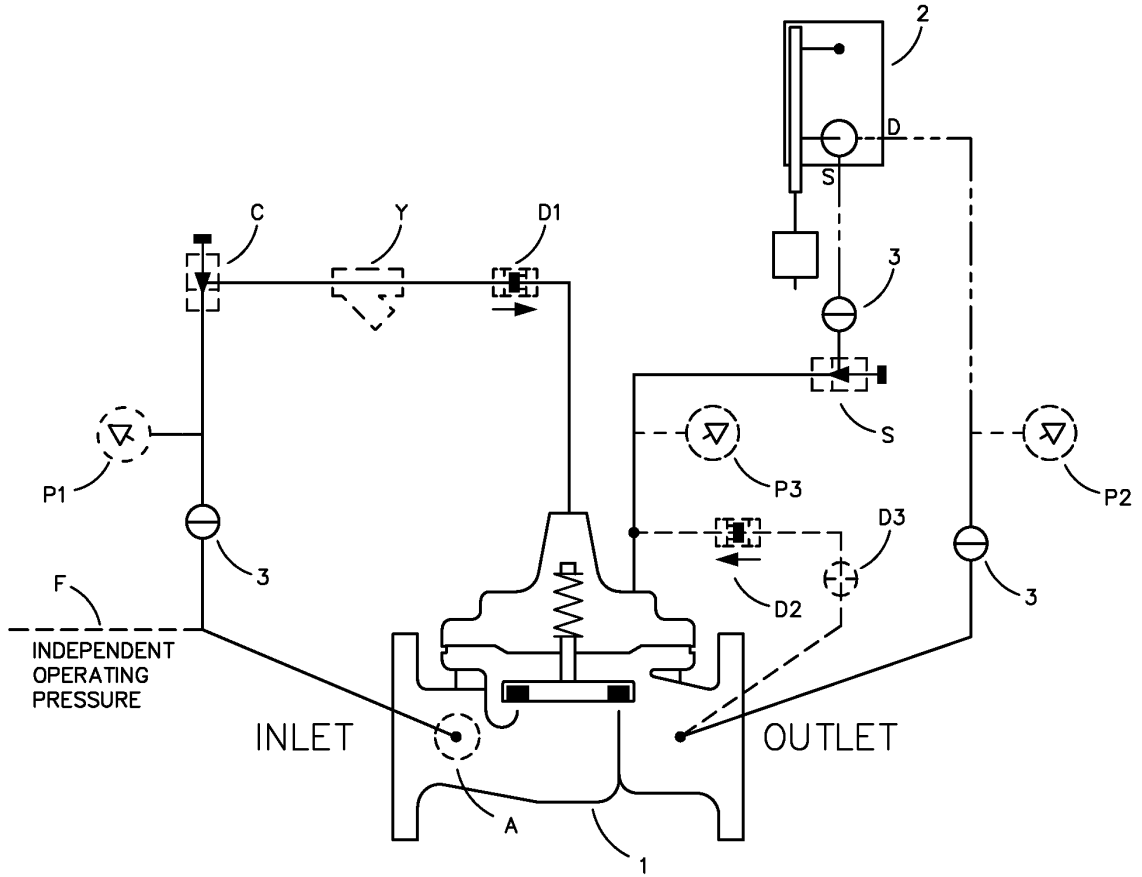 2
D
S
C
Y
D1
3
S
P1
P3
P2
D3
3
F
D2
3
INDEPENDENT
OPERATING
PRESSURE
INLET
OUTLET
A
1